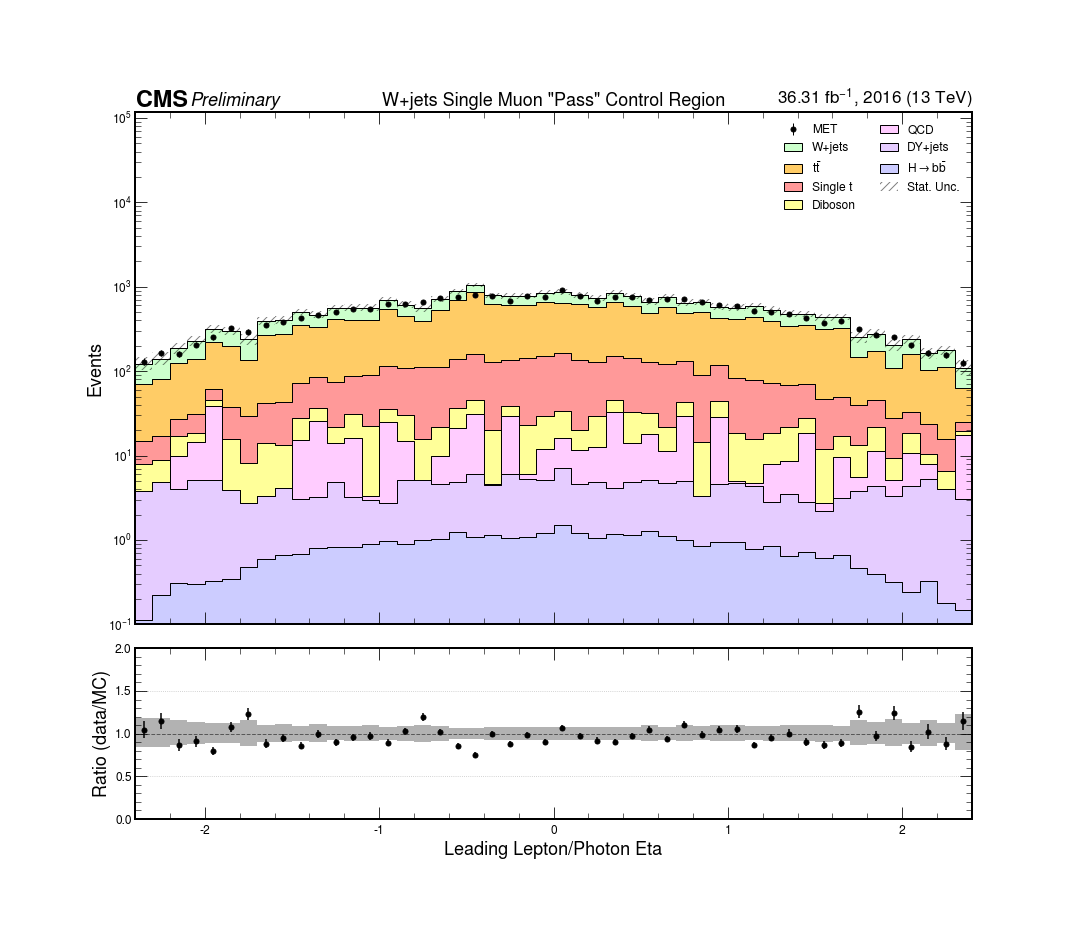 CMS Preliminary W+jets Single Muon "Pass" Control Region 36.31 fb⁻¹, 2016 (13 TeV)
10⁵
10⁴
10³
10²
10¹
10⁰
10⁻¹
Events
MET
W+jets
tt̄
Single t
Diboson
QCD
DY+jets
H→bb̄
Stat. Unc.
2.0
1.5
1.0
0.5
0.0
Ratio (data/MC)
-2 -1 0 1 2
Leading Lepton/Photon Eta